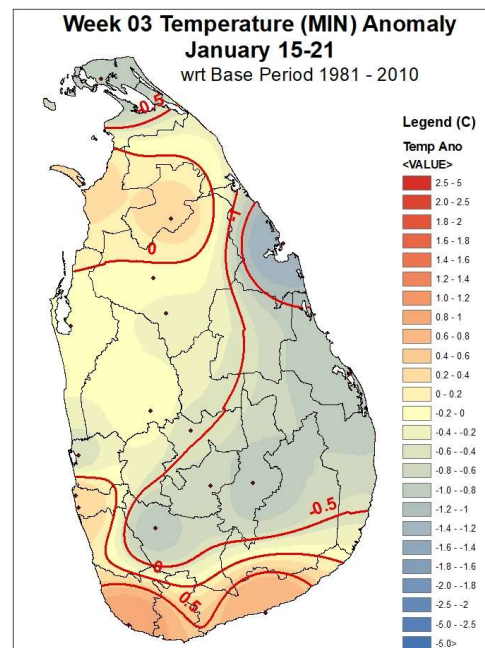 Week 03 Temperature (MIN) Anomaly
January 15-21
wrt Base Period 1981 - 2010
-0.5
0
-1
-0.5
0
0.5
Legend (C)
Temp Ano
<VALUE>
2.5 - 5
2.0 - 2.5
1.8 - 2
1.6 - 1.8
1.4 - 1.6
1.2 - 1.4
1.0 - 1.2
0.8 - 1
0.6 - 0.8
0.4 - 0.6
0.2 - 0.4
0 - 0.2
-0.2 - 0
-0.4 - -0.2
-0.6 - -0.4
-0.8 - -0.6
-1.0 - -0.8
-1.2 - -1
-1.4 - -1.2
-1.6 - -1.4
-1.8 - -1.6
-2.0 - -1.8
-2.5 - -2
-5.0 - -2.5
-5.0>